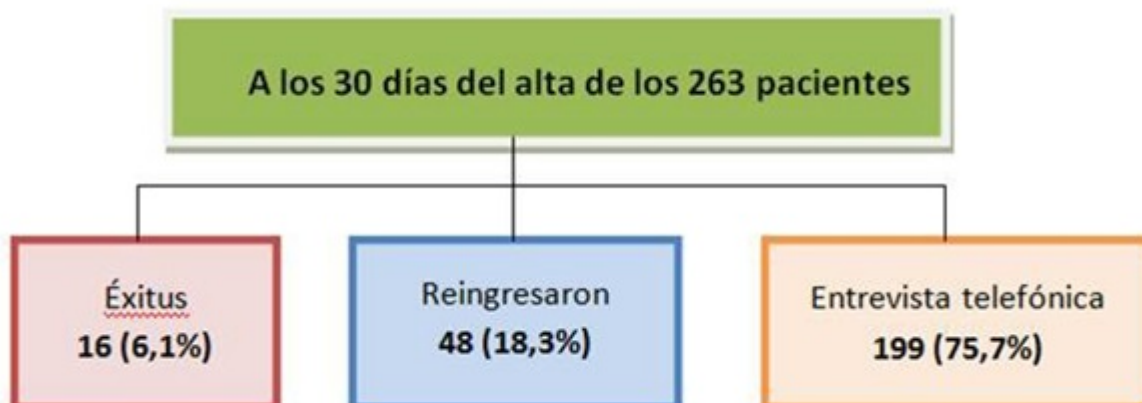 A los 30 días del alta de los 263 pacientes
Éxitus
16 (6,1%)
Reingresaron
48 (18,3%)
Entrevista telefónica
199 (75,7%)